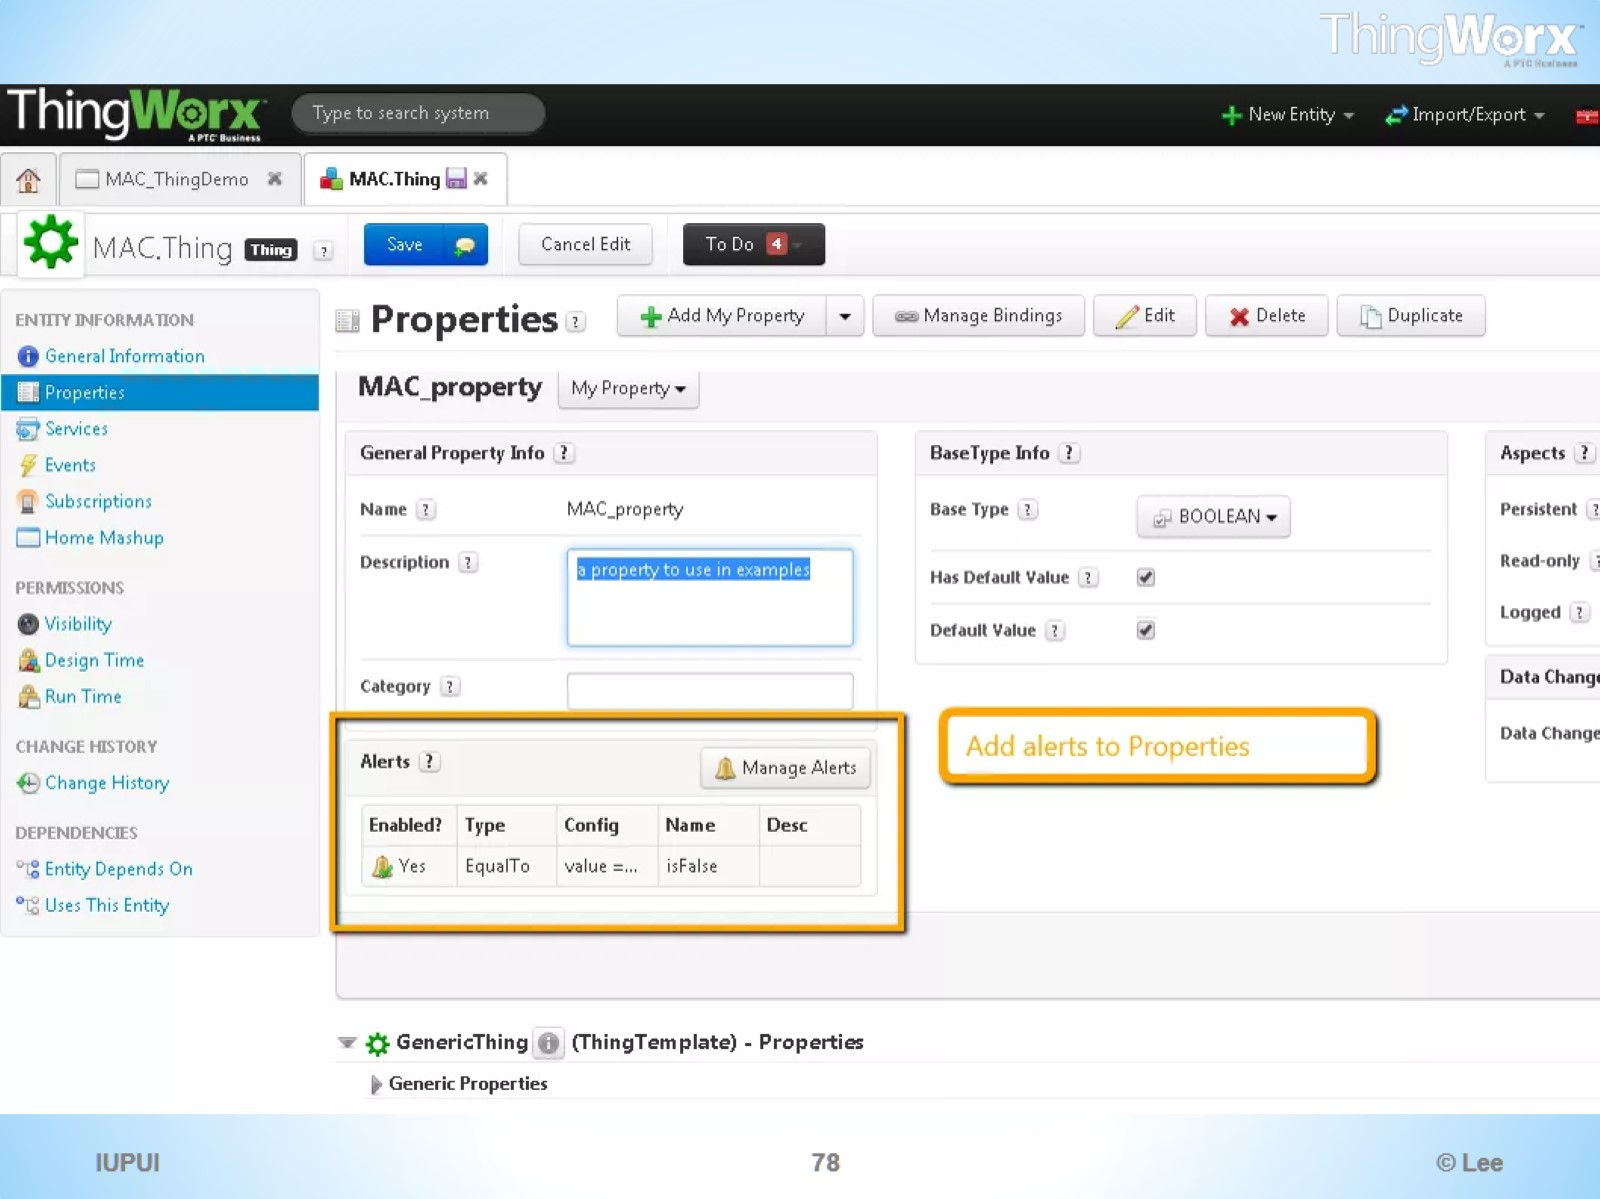 ThingWorx
A PTC Business
ThingWorx
A PTC Business
Type to search system
New Entity
Import/Export
MAC_ThingDemo
MAC.Thing
MAC.Thing
Thing
?
Save
Cancel Edit
To Do 4
ENTITY INFORMATION
General Information
Properties
Services
Events
Subscriptions
Home Mashup
PERMISSIONS
Visibility
Design Time
Run Time
CHANGE HISTORY
Change History
DEPENDENCIES
Entity Depends On
Uses This Entity
Properties ?
Add My Property
Manage Bindings
Edit
Delete
Duplicate
MAC_property
My Property
General Property Info ?
Name ? MAC_property
Description ? a property to use in examples
Category ?
BaseType Info ?
Base Type ? BOOLEAN
Has Default Value ?
Default Value ?
Aspects ?
Persistent ?
Read-only ?
Logged ?
Data Change
Data Change
Alerts ?
Manage Alerts
Enabled? Type Config Name Desc
Yes EqualTo value =... isFalse
Add alerts to Properties
GenericThing i (ThingTemplate) - Properties
Generic Properties
IUPUI 78 © Lee